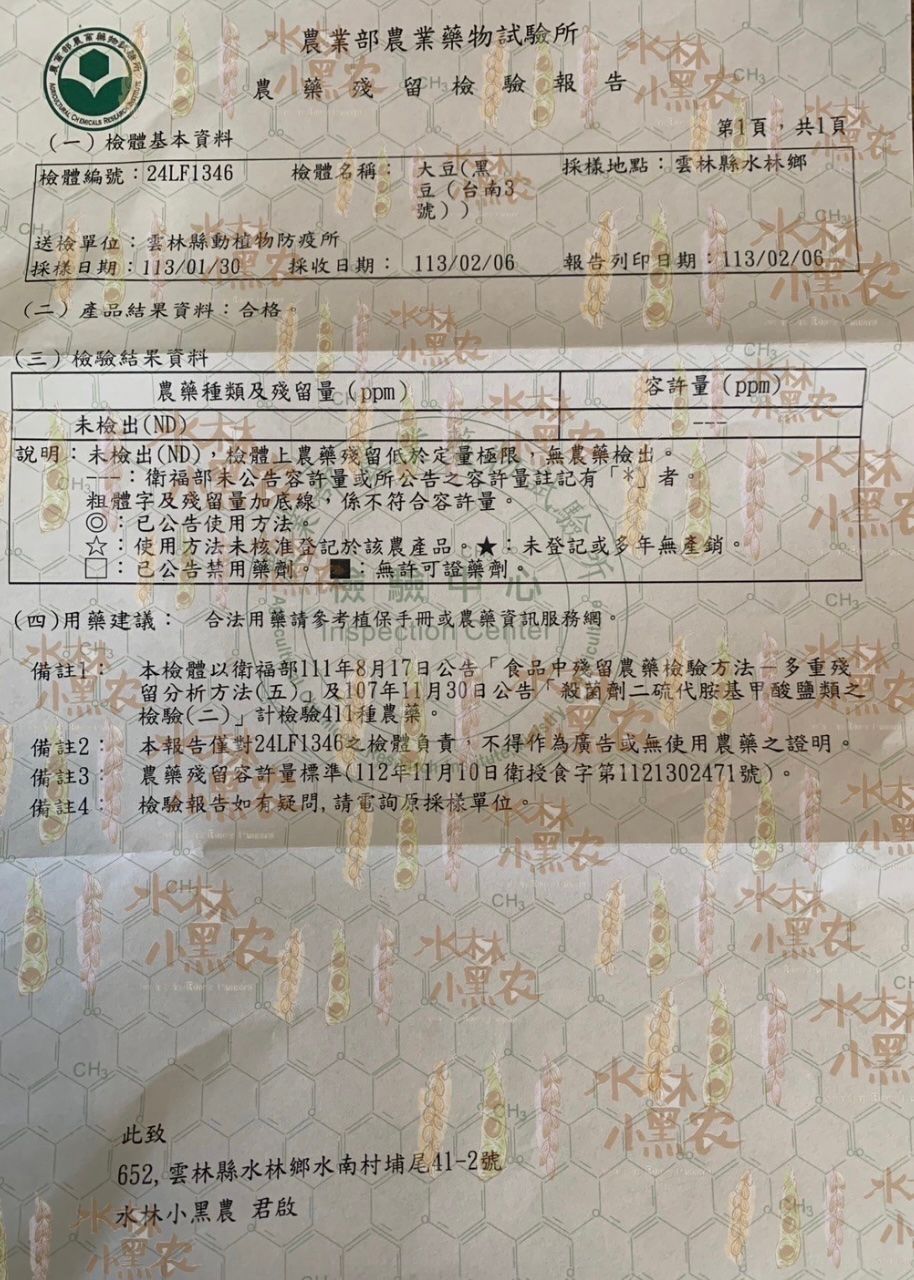 農業部農業藥物試驗所
農藥殘留檢驗報告
第1頁，共1頁
(一)檢體基本資料
檢體編號：24LF1346 檢體名稱：大豆(黑豆(台南3號)) 採樣地點：雲林縣水林鄉
送檢單位：雲林縣動植物防疫所
採樣日期：113/01/30 採收日期：113/02/06 報告列印日期：113/02/06
(二)產品結果資料：合格。
(三)檢驗結果資料
農藥種類及殘留量(ppm) 容許量(ppm)
未檢出(ND) ---
說明：未檢出(ND)，檢體上農藥殘留低於定量極限，無農藥檢出。
---：衛福部未公告容許量或所公告之容許量註記有「*」者。
粗體字及殘留量加底線，係不符合容許量。
◎：已公告使用方法。
☆：使用方法未核准登記於該農產品。★：未登記或多年無產銷。
□：已公告禁用藥劑。■：無許可證藥劑。
檢驗中心
Inspection Center
(四)用藥建議： 合法用藥請參考植保手冊或農藥資訊服務網。
備註1： 本檢體以衛福部111年8月17日公告「食品中殘留農藥檢驗方法－多重殘
留分析方法(五)」及107年11月30日公告「殺菌劑二硫代胺基甲酸鹽類之
檢驗(二)」計檢驗411種農藥。
備註2： 本報告僅對24LF1346之檢體負責，不得作為廣告或無使用農藥之證明。
備註3： 農藥殘留容許量標準(112年11月10日衛授食字第1121302471號)。
備註4： 檢驗報告如有疑問,請電詢原採樣單位。
水林
小黑农
此致
652,雲林縣水林鄉水南村埔尾41-2號
水林小黑農 君啟